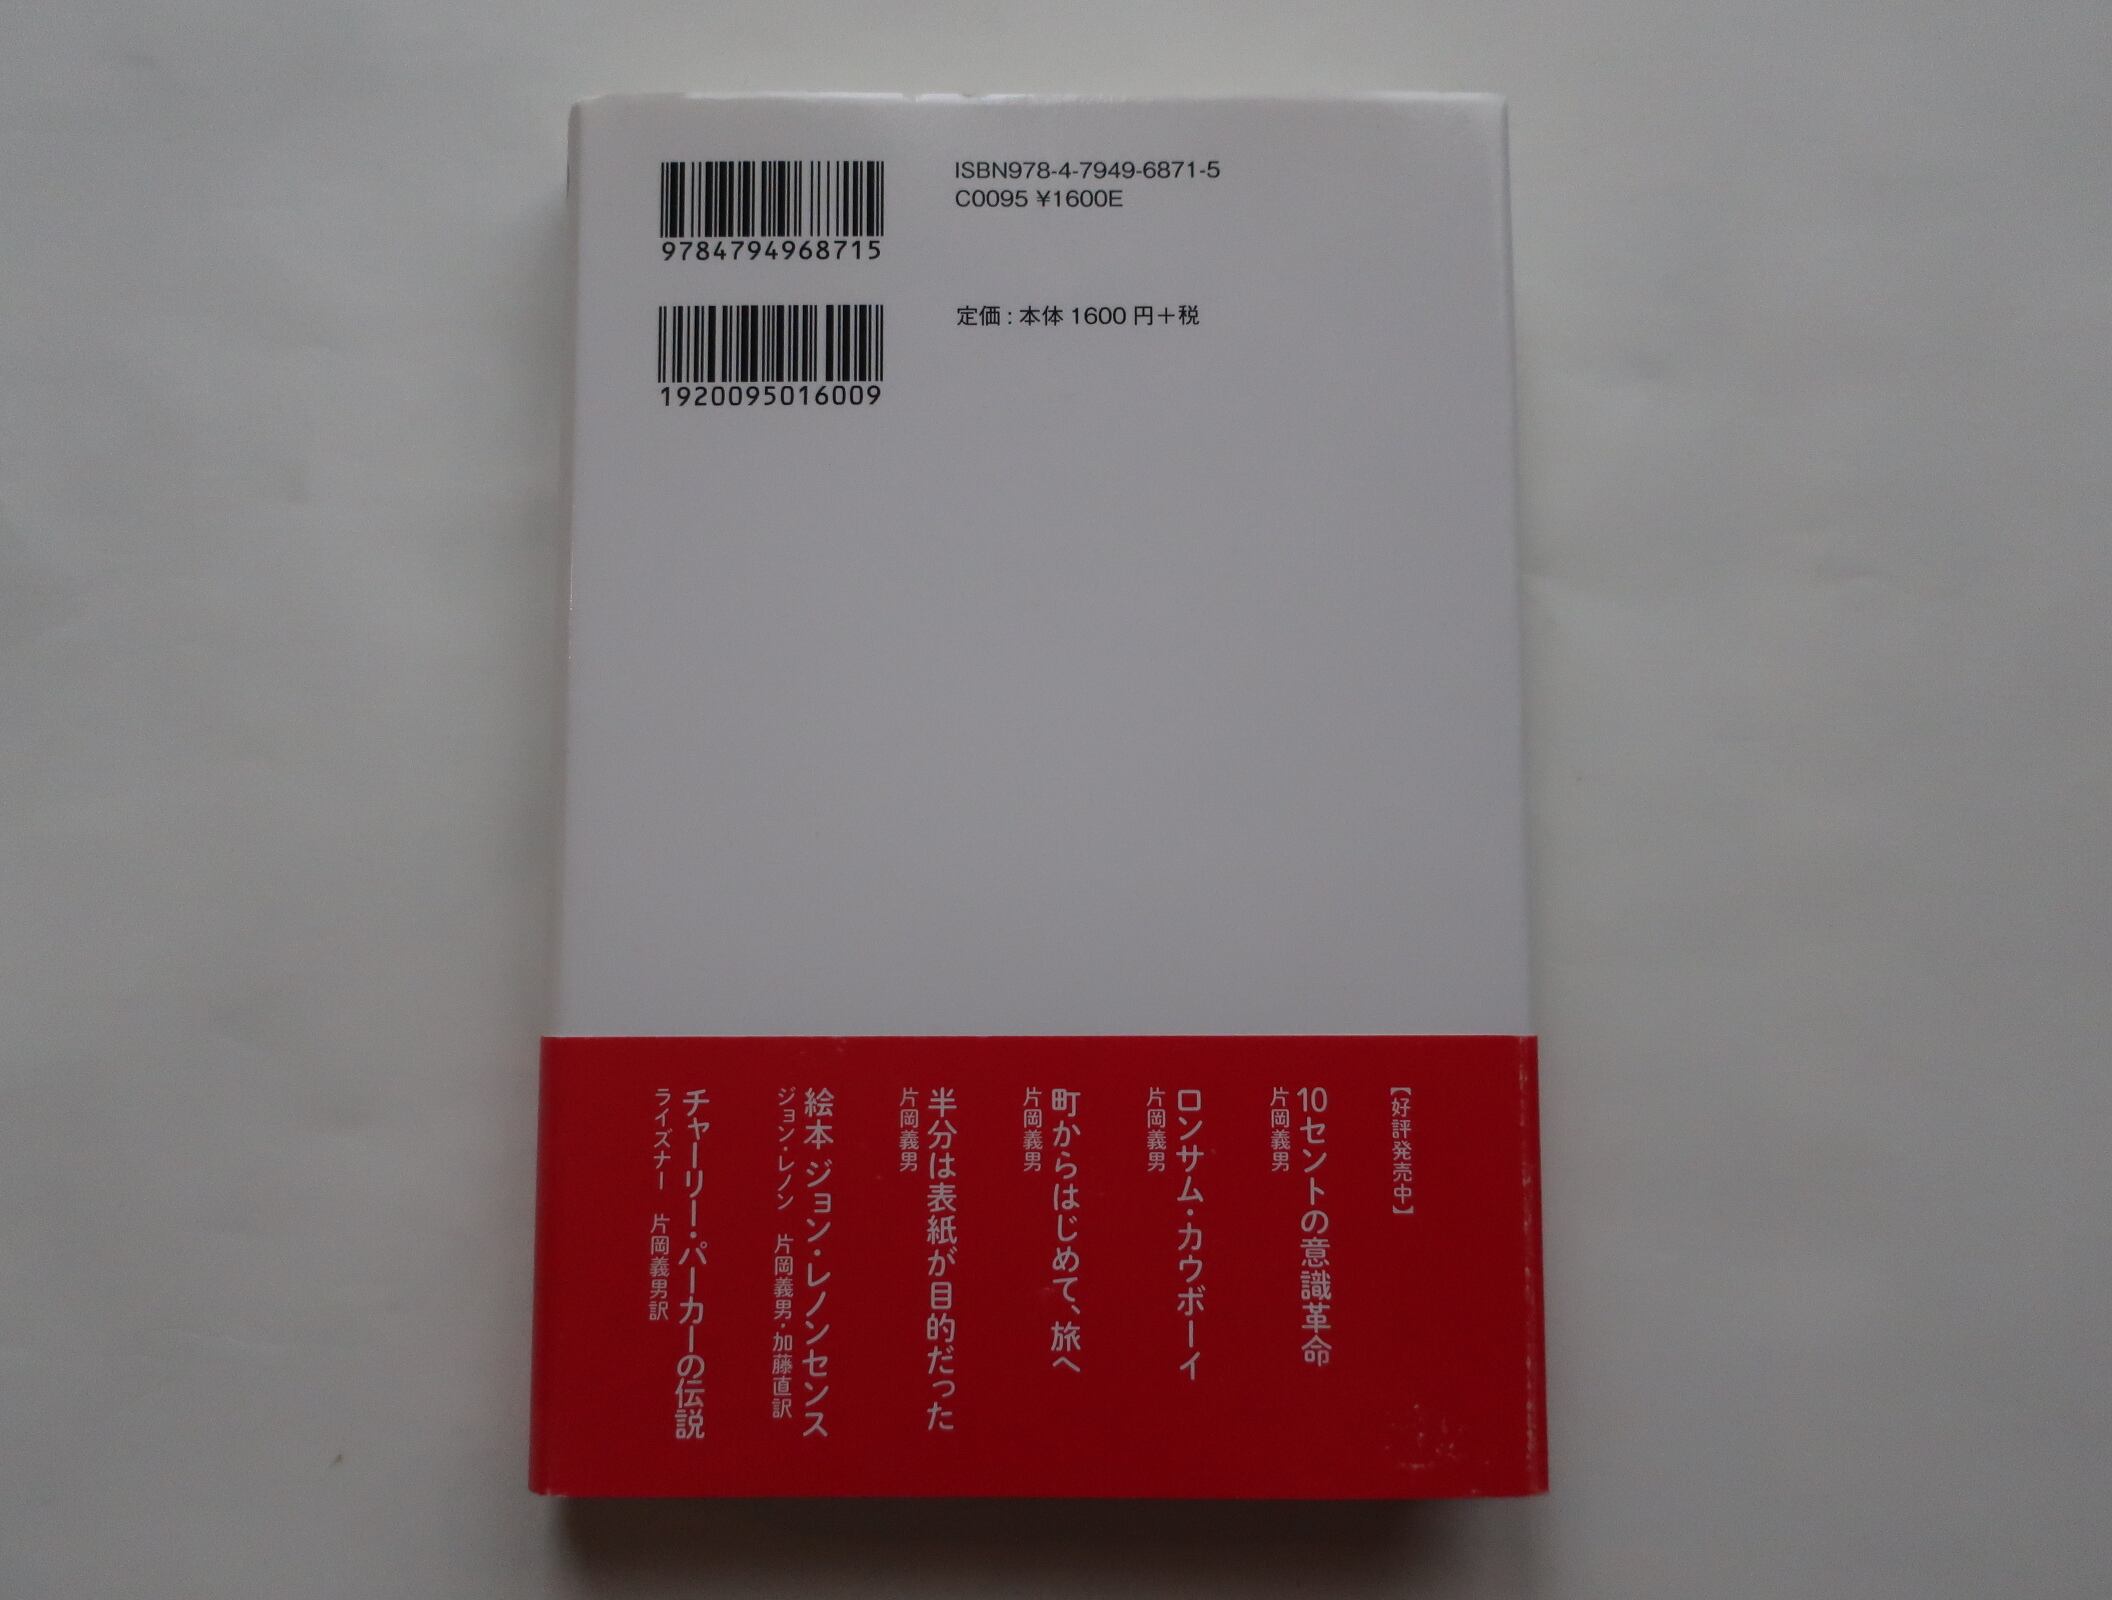 9784794968715
ISBN978-4-7949-6871-5
C0095 ¥1600E
1920095016009
定価：本体1600円＋税
【好評発売中】
10セントの意識革命
片岡義男
ロンサム・カウボーイ
片岡義男
町からはじめて、旅へ
片岡義男
半分は表紙が目的だった
片岡義男
絵本 ジョン・レノンセンス
ジョン・レノン 片岡義男・加藤直訳
チャーリー・パーカーの伝説
ライズナー 片岡義男訳